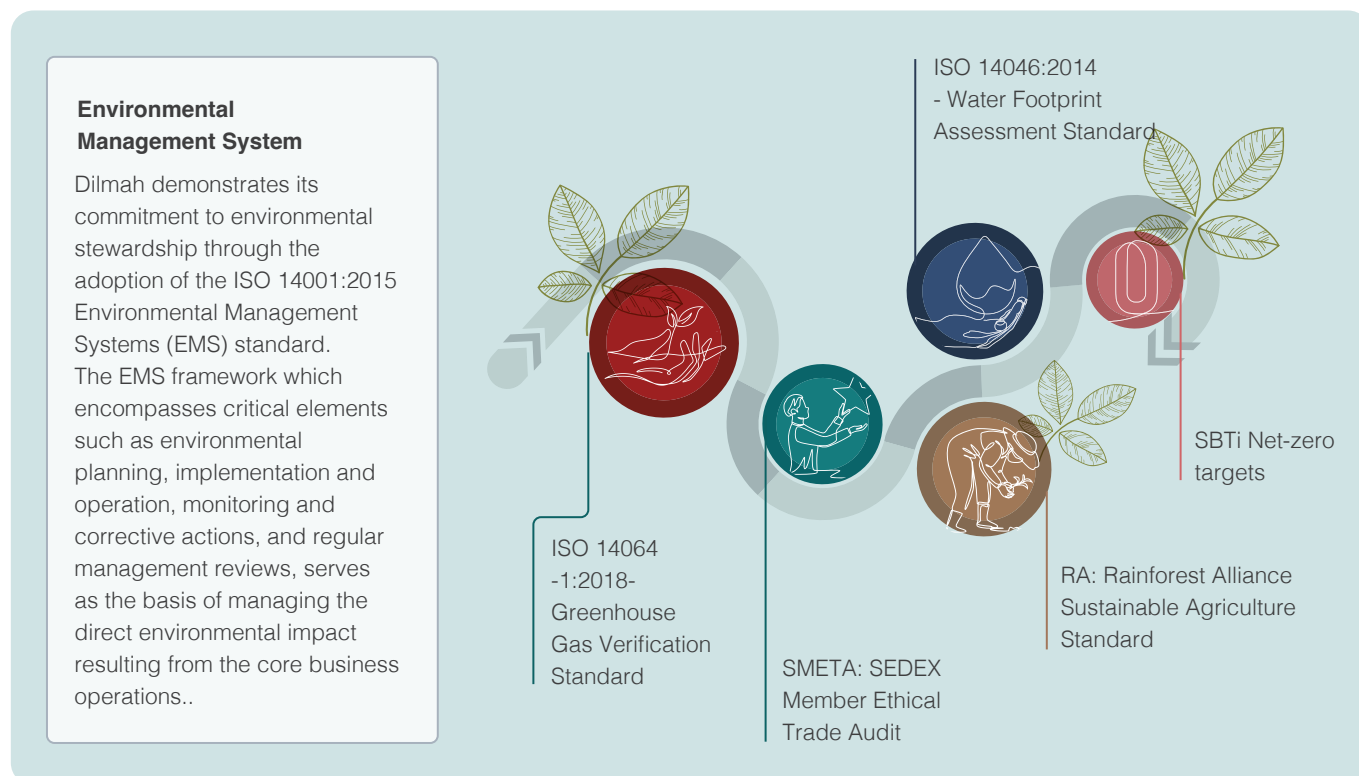 Environmental
Management System
Dilmah demonstrates its
commitment to environmental
stewardship through the
adoption of the ISO 14001:2015
Environmental Management
Systems (EMS) standard.
The EMS framework which
encompasses critical elements
such as environmental
planning, implementation and
operation, monitoring and
corrective actions, and regular
management reviews, serves
as the basis of managing the
direct environmental impact
resulting from the core business
operations..
ISO 14064
-1:2018-
Greenhouse
Gas Verification
Standard
SMETA: SEDEX
Member Ethical
Trade Audit
ISO 14046:2014
- Water Footprint
Assessment Standard
RA: Rainforest Alliance
Sustainable Agriculture
Standard
SBTi Net-zero
targets